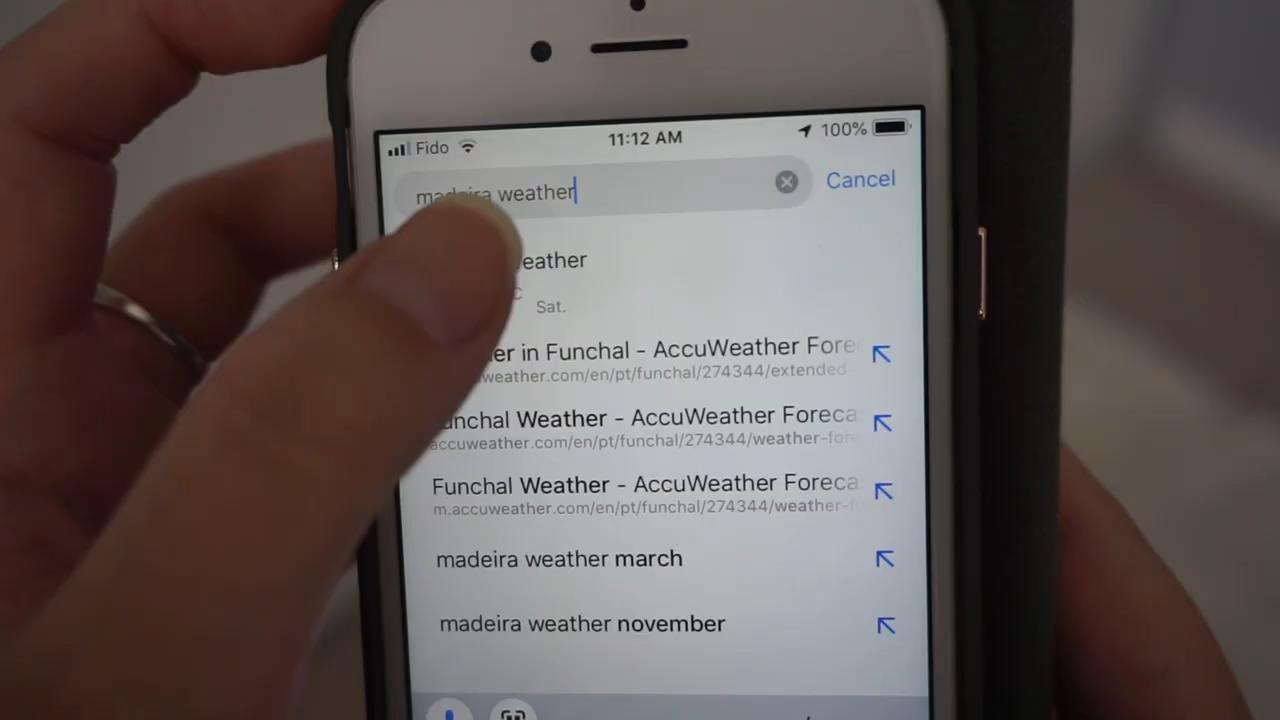 Fido 11:12 AM 100%
madeira weather Cancel
eather
C
Sat.
er in Funchal - AccuWeather Fore
weather.com/en/pt/funchal/274344/extended
unchal Weather - AccuWeather Foreca
accuweather.com/en/pt/funchal/274344/weather-fore
Funchal Weather - AccuWeather Foreca
m.accuweather.com/en/pt/funchal/274344/weather-f
madeira weather march
madeira weather november